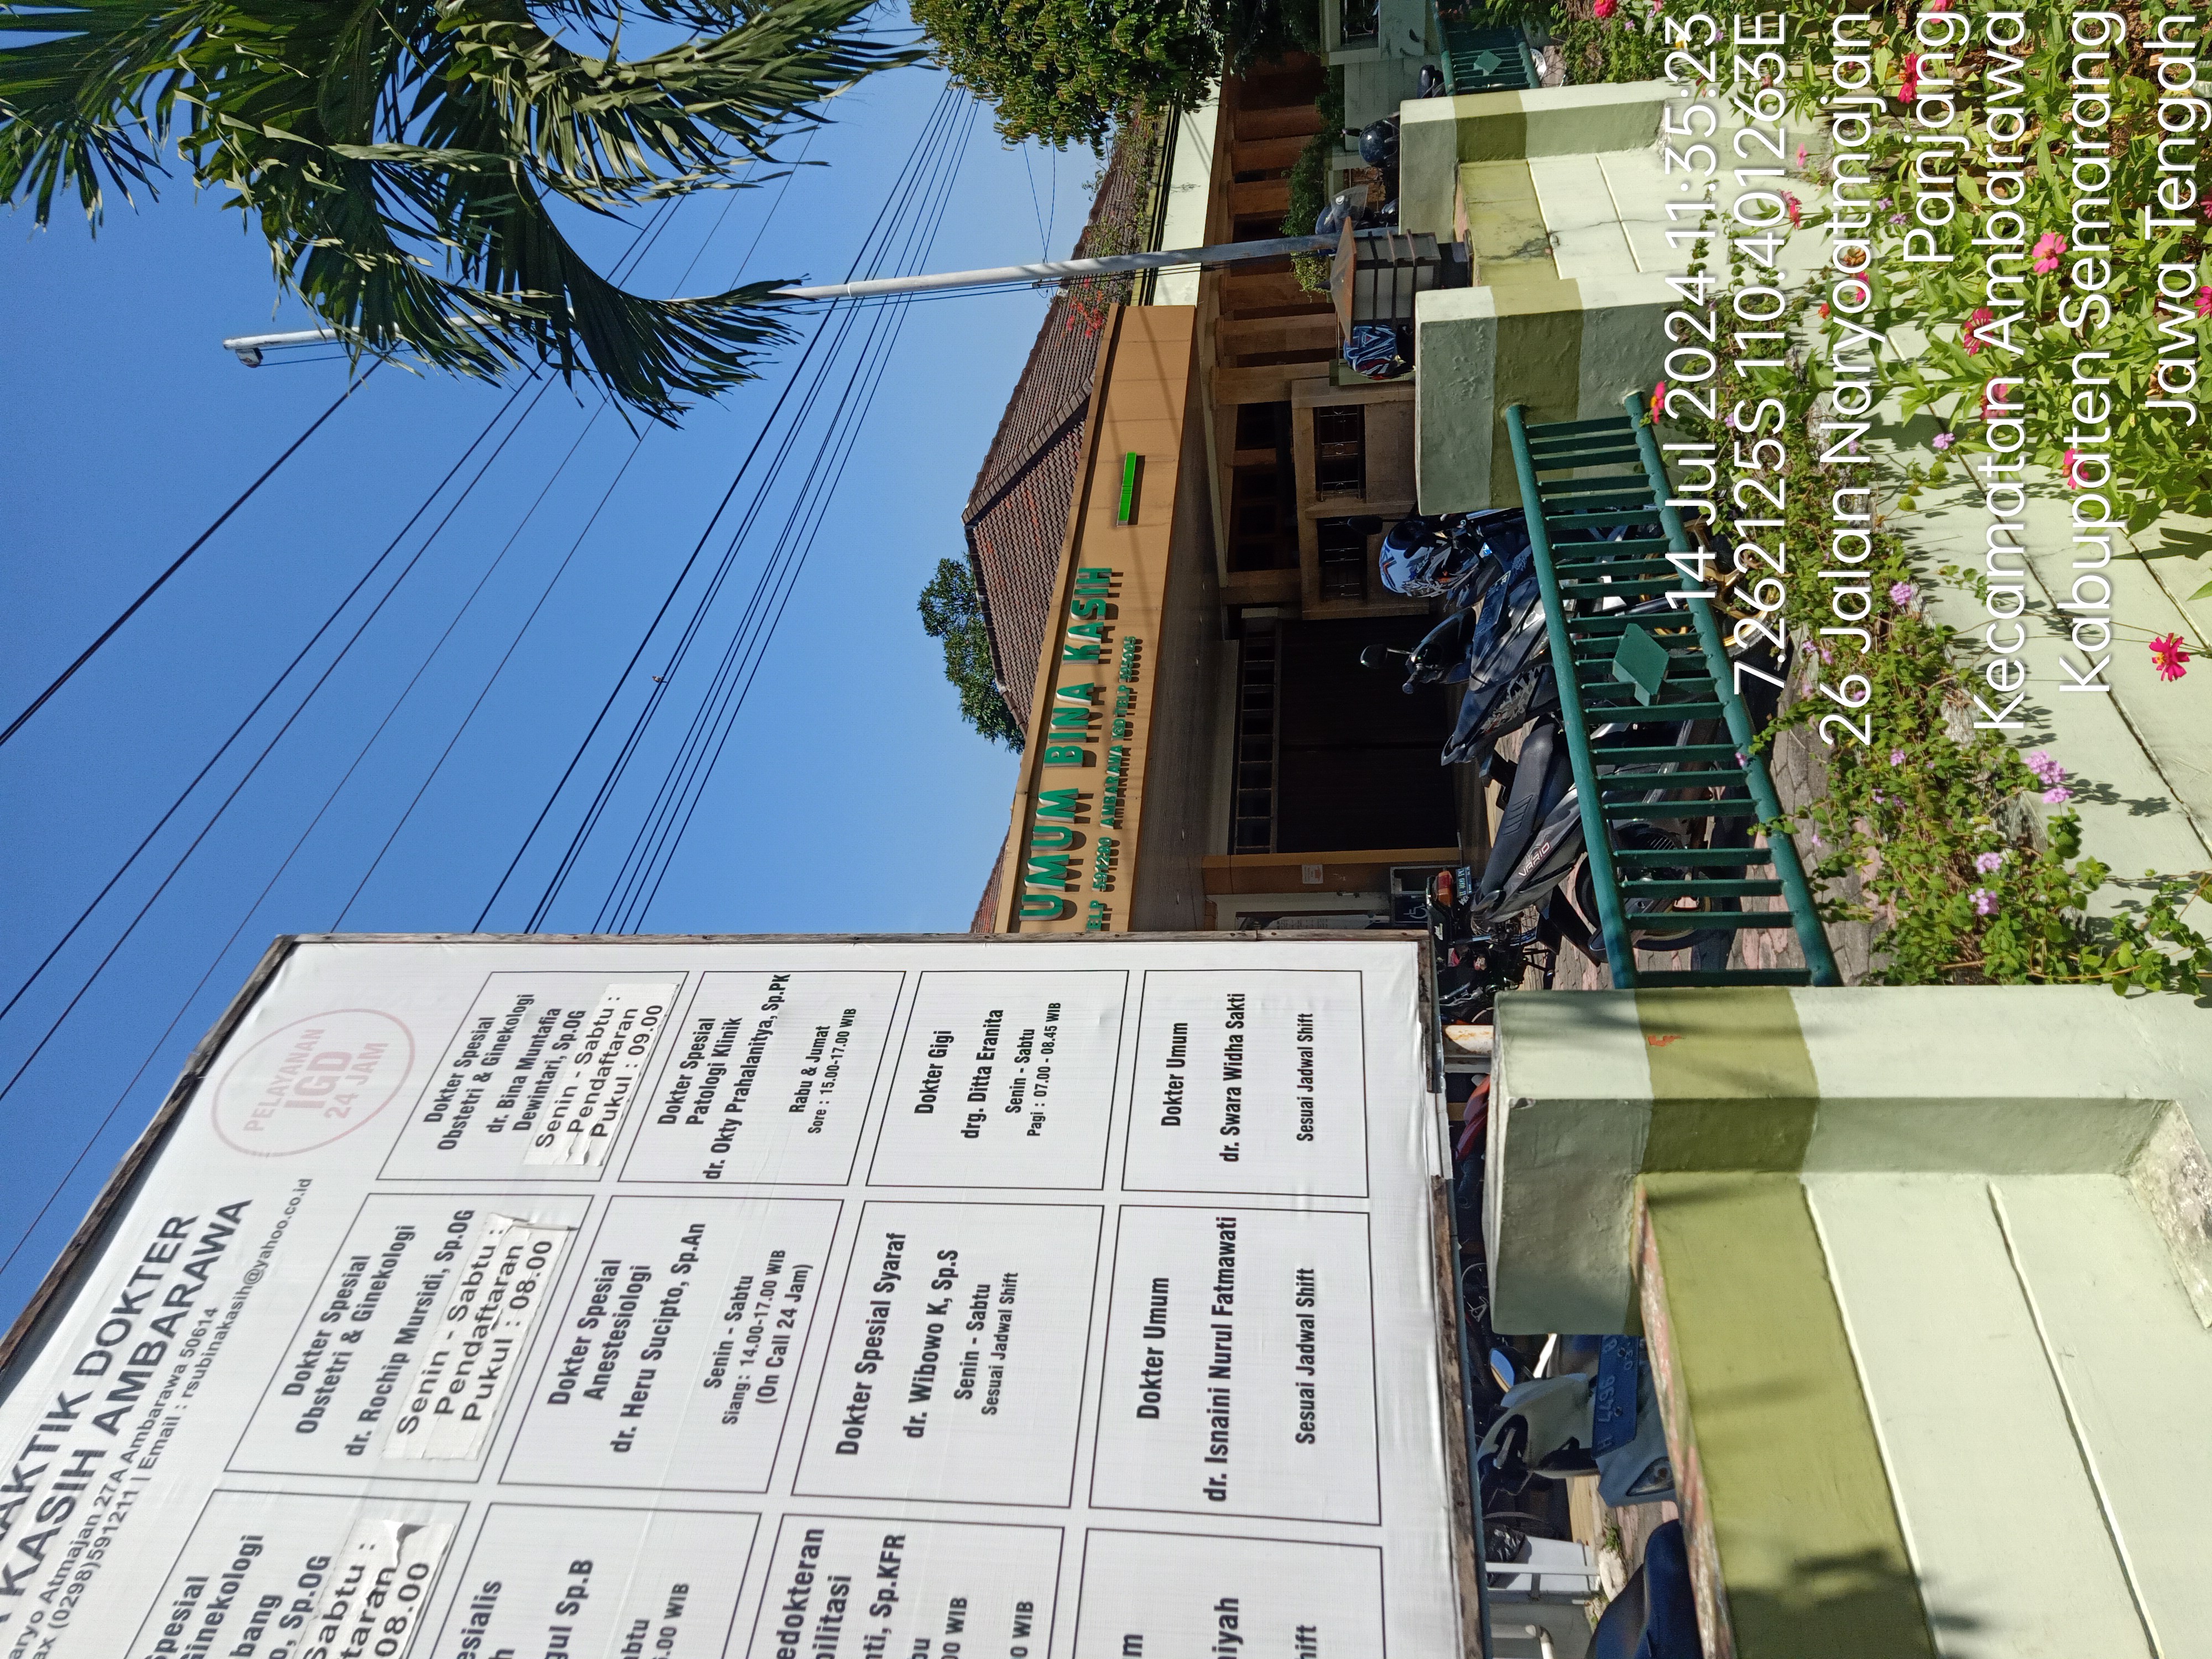 AKTIK DOKTER
KASIH AMBARAWA
aryo Atmajan 27A Ambarawa 50614
ax (0298)591211 | Email : rsubinakasih@yahoo.co.id
PELAYANAN
IGD
24 JAM
Spesial
Ginekologi
bang
o, Sp.OG
Sabtu :
taran
08.00
Dokter Spesial
Obstetri & Ginekologi
dr. Rochip Mursidi, Sp.OG
Senin - Sabtu :
Pendaftaran
Pukul : 08.00
Dokter Spesial
Obstetri & Ginekologi
dr. Bina Muntafia
Dewintari, Sp.OG
Senin - Sabtu :
Pendaftaran
Pukul : 09.00
esialis
h
gul Sp.B
abtu
.00 WIB
Dokter Spesial
Anestesiologi
dr. Heru Sucipto, Sp.An
Senin - Sabtu
Siang: 14.00-17.00 WIB
(On Call 24 Jam)
Dokter Spesial
Patologi Klinik
dr. Okty Prahalanitya, Sp.PK
Rabu & Jumat
Sore : 15.00-17.00 WIB
edokteran
bilitasi
nti, Sp.KFR
bu
00 WIB
0 WIB
Dokter Spesial Syaraf
dr. Wibowo K, Sp.S
Senin - Sabtu
Sesuai Jadwal Shift
Dokter Gigi
drg. Ditta Eranita
Senin - Sabtu
Pagi : 07.00 - 08.45 WIB
m
niyah
hift
Dokter Umum
dr. Isnaini Nurul Fatmawati
Sesuai Jadwal Shift
Dokter Umum
dr. Swara Widha Sakti
Sesuai Jadwal Shift
UMUM BINA KASIH
TELP 591280 AMBARAWA IGD TELP
VARIO
H 4496
14 Jul 2024 11:35:23
7.262125S 110.401263E
26 Jalan Naryoatmajan
Panjang
Kecamatan Ambarawa
Kabupaten Semarang
Jawa Tengah